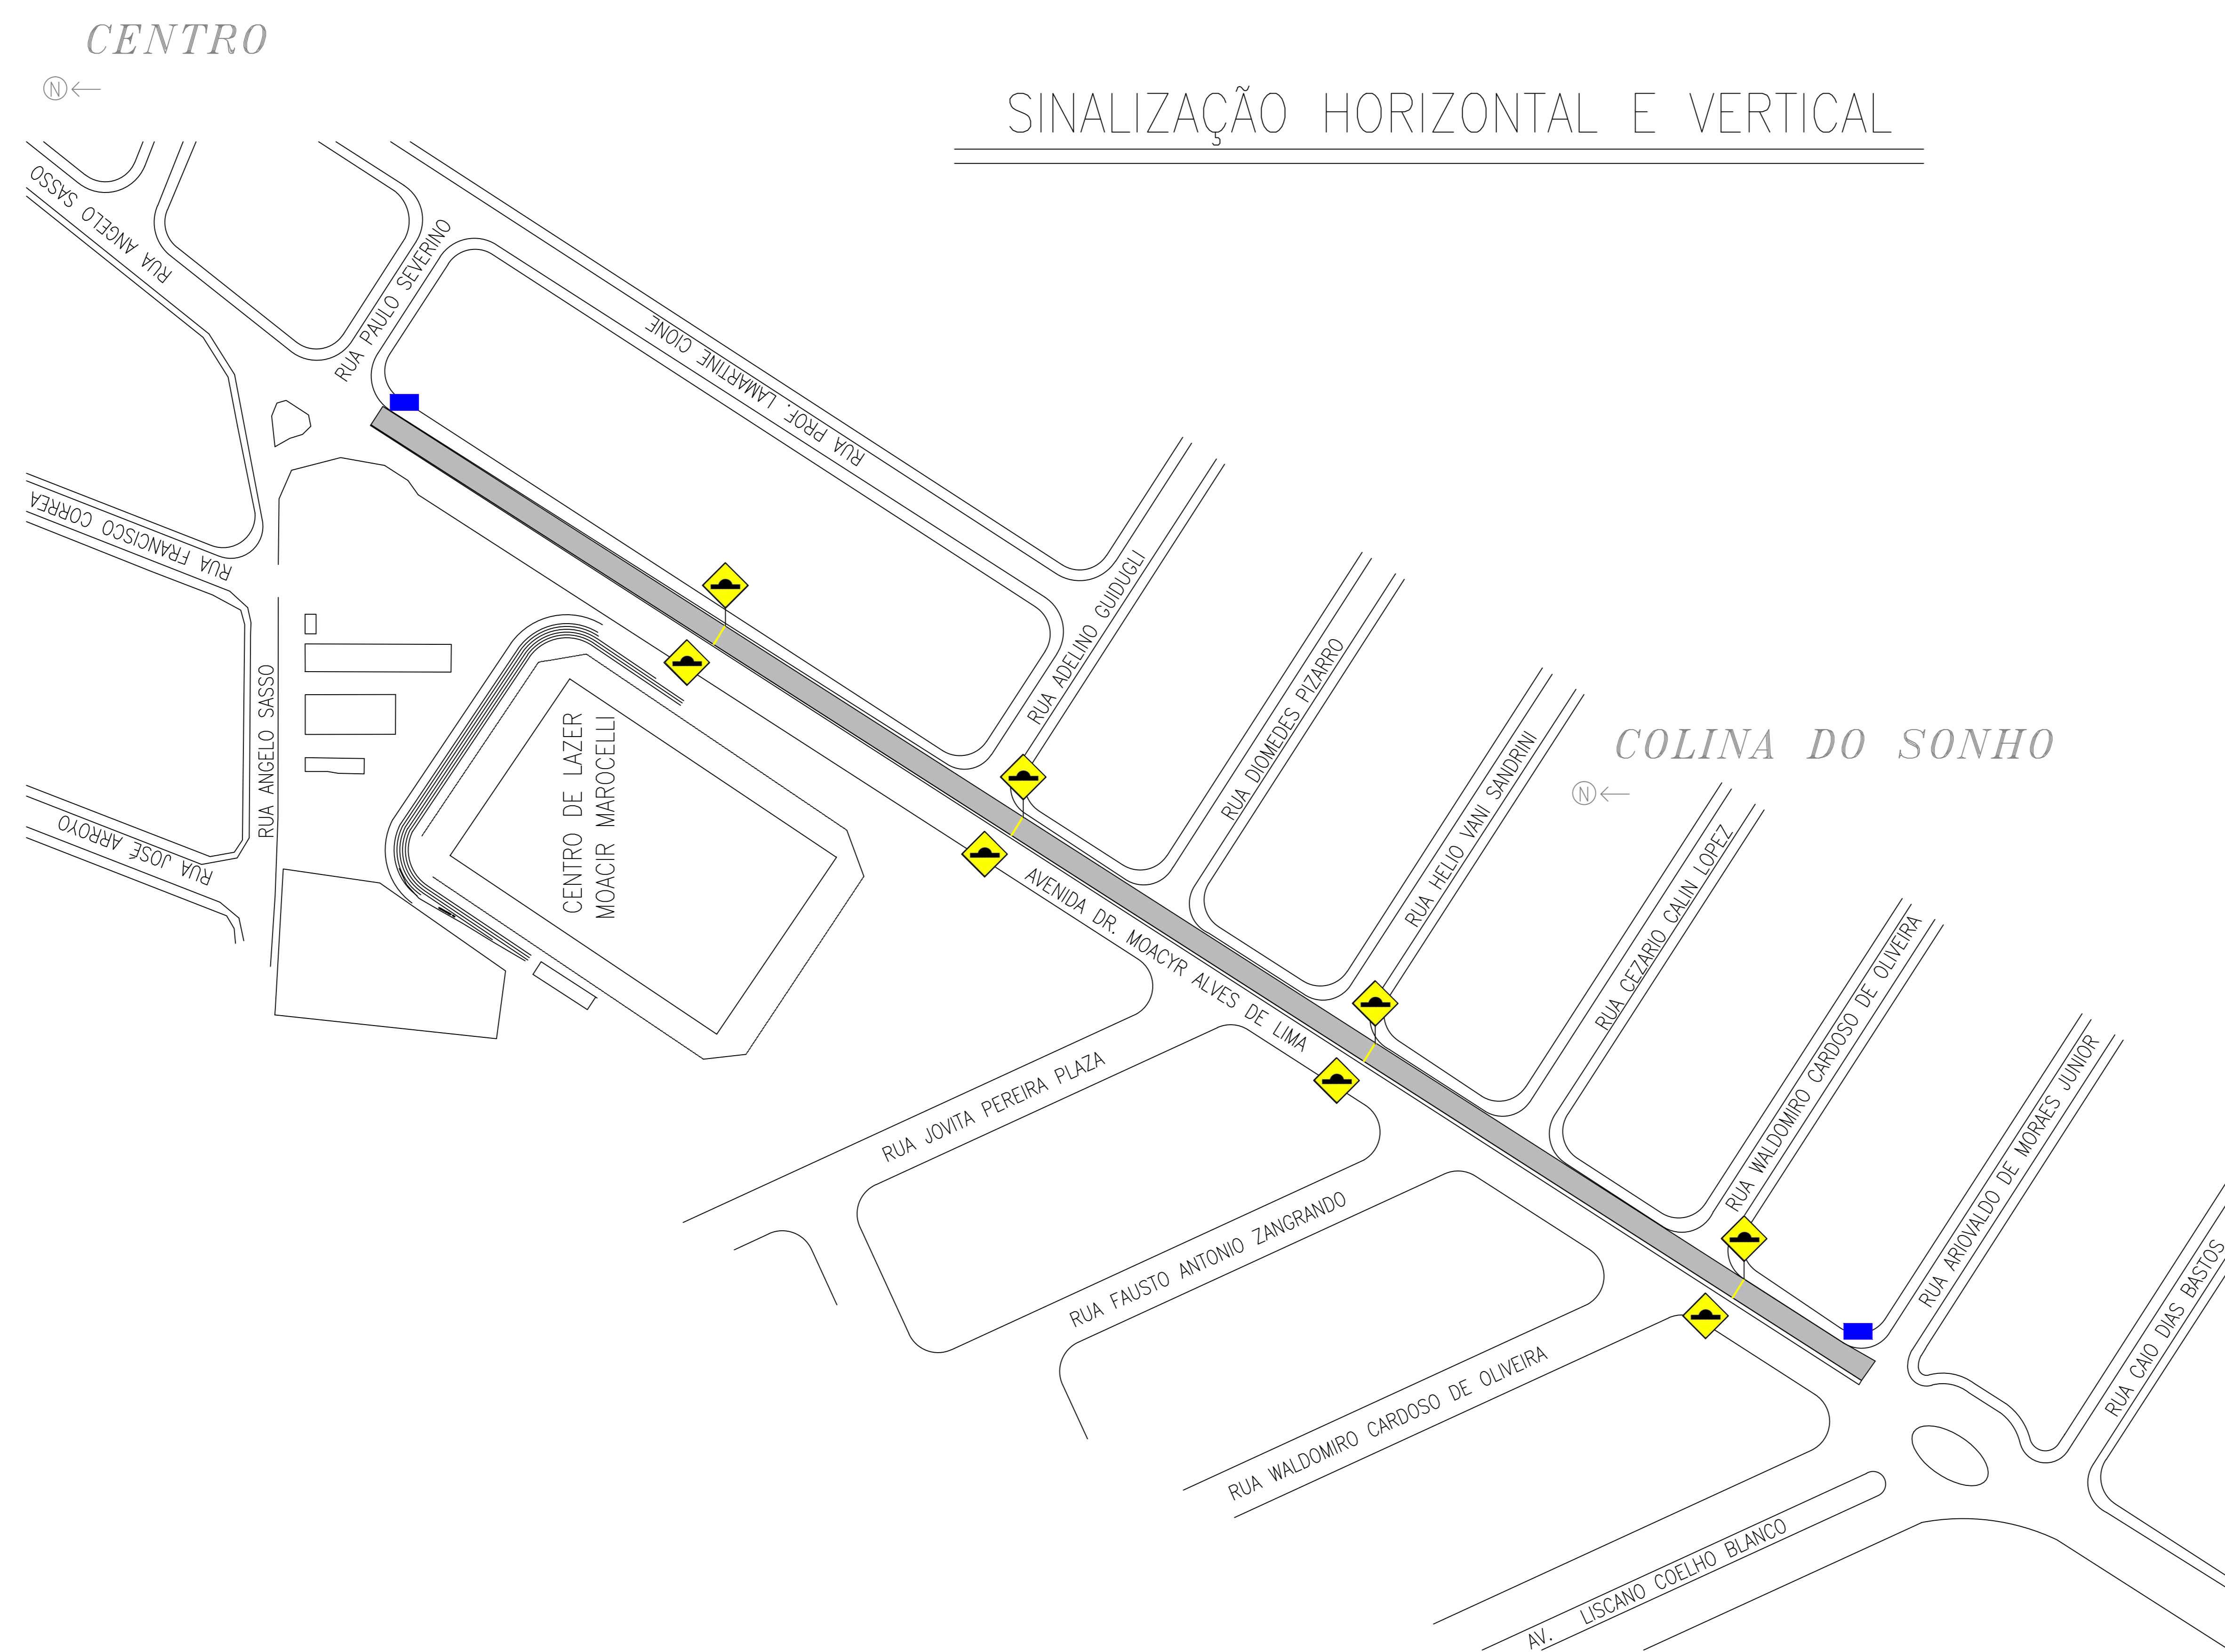 CENTRO
N
SINALIZAÇÃO HORIZONTAL E VERTICAL
RUA ANGELO SASSO
RUA PAULO SEVERINO
RUA PROF. LAMARTINE CIONE
RUA FRANCISCO CORREA
RUA ADELINO GUIDUGLI
RUA DIOMEDES PIZARRO
RUA ANGELO SASSO
CENTRO DE LAZER
MOACIR MAROCELLI
RUA HELIO VANI SANDRINI
COLINA DO SONHO
N
RUA JOSÉ ARROYO
RUA CEZARIO CALIN LOPEZ
AVENIDA DR. MOACYR ALVES DE LIMA
RUA WALDOMIRO CARDOSO DE OLIVEIRA
RUA JOVITA PEREIRA PLAZA
RUA ARIOVALDO DE MORAES JUNIOR
RUA FAUSTO ANTONIO ZANGRANDO
RUA CAIO DIAS BASTOS
RUA WALDOMIRO CARDOSO DE OLIVEIRA
AV. LISCANO COELHO BLANCO